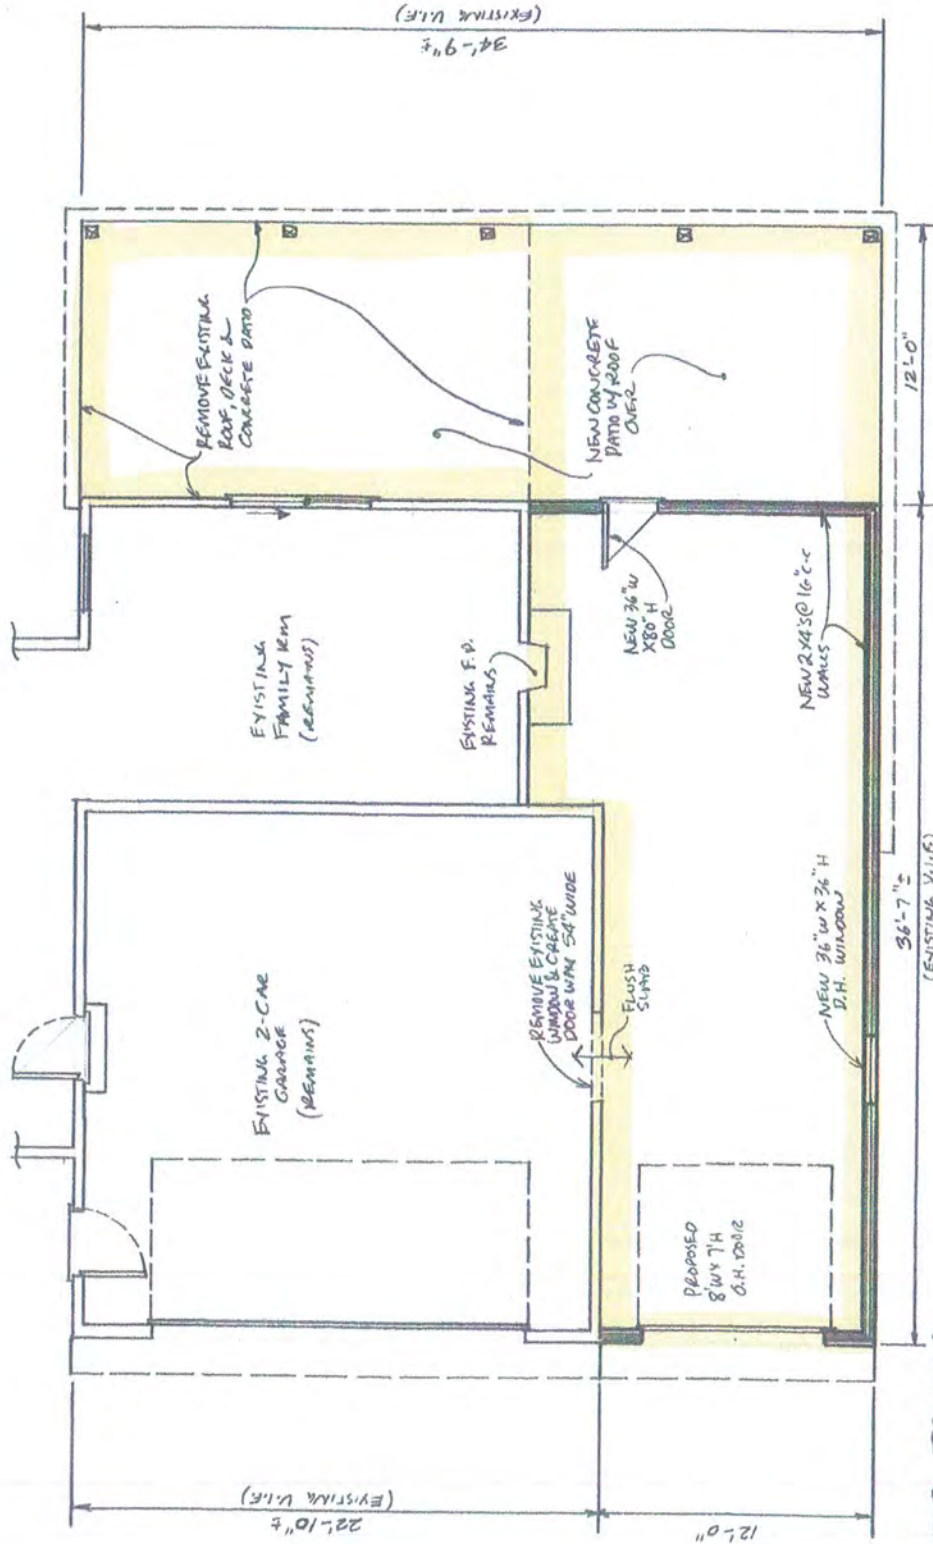 34'-9"±
(EXISTING V.I.F.)
REMOVE EXISTING
ROOF, DECK &
CONCRETE PATIO
NEW CONCRETE
PATIO W/ ROOF
OVER
12'-0"
EXISTING
FAMILY RM
(REMAINS)
EXISTING F.P.
REMAINS
NEW 36"W
X80"H
DOOR
NEW 2X4'S@16"C-C
WALLS
EXISTING 2-CAR
GARAGE
(REMAINS)
REMOVE EXISTING
WINDOW & CREATE
DOOR WAY 54" WIDE
FLUSH
SLABS
NEW 36"W X 36"H
D.H. WINDOW
36'-7"±
(EXISTING V.I.F.)
PROPOSED
8'W X 7'H
O.H. DOOR
22'-10"±
(EXISTING V.I.F.)
12'-0"